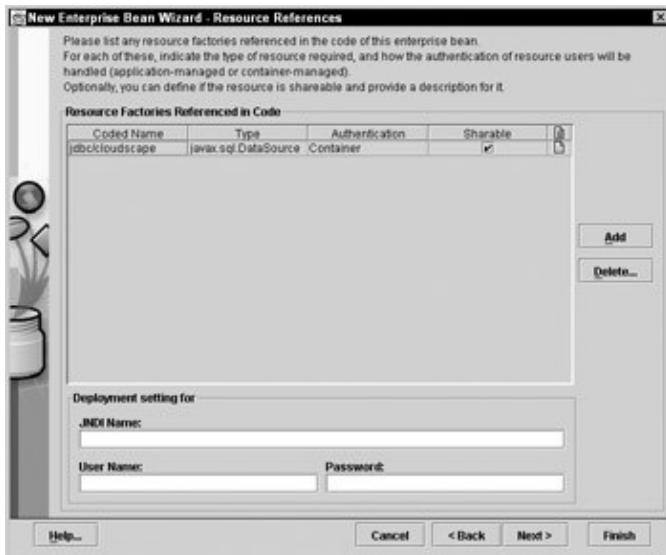 New Enterprise Bean Wizard - Resource References
Please list any resource factories referenced in the code of this enterprise bean.
For each of these, indicate the type of resource required, and how the authentication of resource users will be
handled (application-managed or container-managed).
Optionally, you can define if the resource is shareable and provide a description for it.
Resource Factories Referenced in Code
Coded Name Type Authentication Sharable
jdbc/cloudscape javax.sql.DataSource Container
Add
Delete...
Deployment setting for
JNDI Name:
User Name: Password:
Help... Cancel < Back Next > Finish